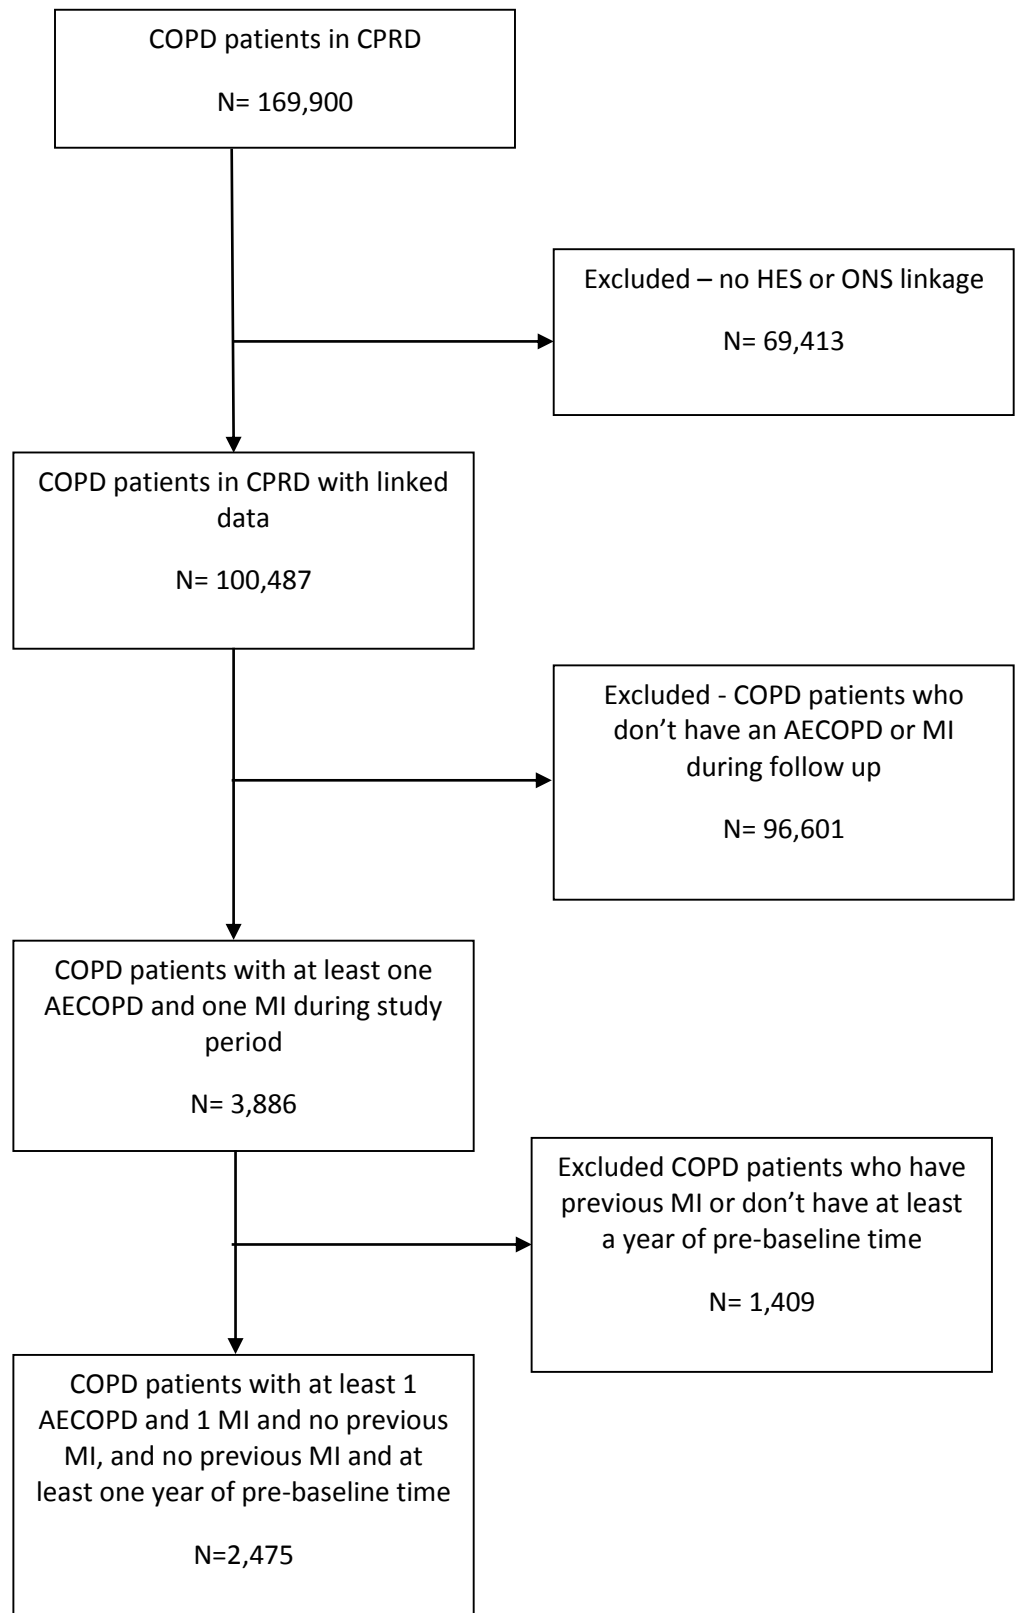 COPD patients in CPRD
N= 169,900
Excluded – no HES or ONS linkage
N= 69,413
COPD patients in CPRD with linked
data
N= 100,487
Excluded - COPD patients who
don’t have an AECOPD or MI
during follow up
N= 96,601
COPD patients with at least one
AECOPD and one MI during study
period
N= 3,886
Excluded COPD patients who have
previous MI or don’t have at least
a year of pre-baseline time
N= 1,409
COPD patients with at least 1
AECOPD and 1 MI and no previous
MI, and no previous MI and at
least one year of pre-baseline time
N=2,475